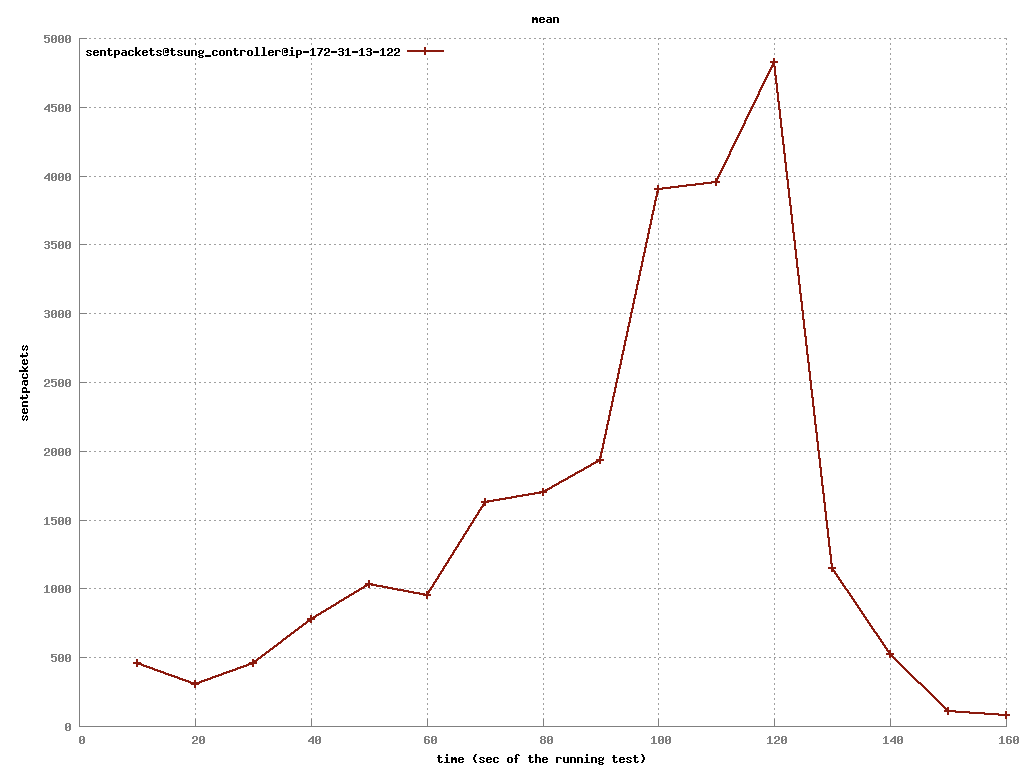 mean
5000
sentpackets@tsung_controller@ip-172-31-13-122
4500
4000
3500
3000
2500
2000
1500
1000
500
0
sentpackets
0 20 40 60 80 100 120 140 160
time (sec of the running test)